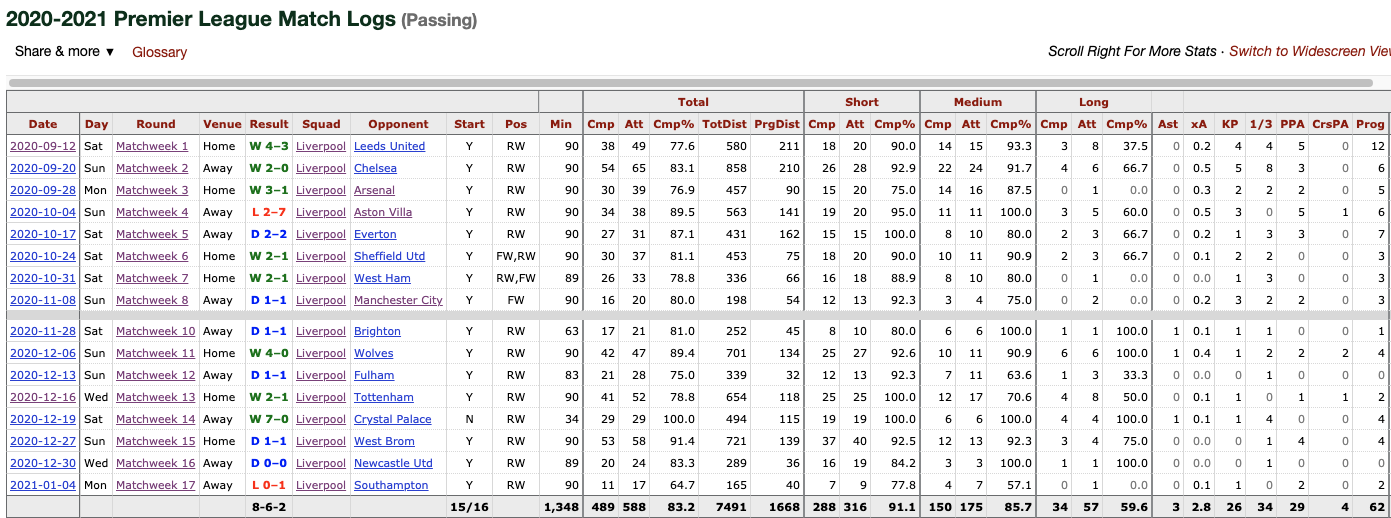 2020-2021 Premier League Match Logs (Passing)
Share & more ▼ Glossary Scroll Right For More Stats · Switch to Widescreen View
Total Short Medium Long
Date Day Round Venue Result Squad Opponent Start Pos Min Cmp Att Cmp% TotDist PrgDist Cmp Att Cmp% Cmp Att Cmp% Cmp Att Cmp% Ast xA KP 1/3 PPA CrsPA Prog
2020-09-12 Sat Matchweek 1 Home W 4–3 Liverpool Leeds United Y RW 90 38 49 77.6 580 211 18 20 90.0 14 15 93.3 3 8 37.5 0 0.2 4 4 5 0 12
2020-09-20 Sun Matchweek 2 Away W 2–0 Liverpool Chelsea Y RW 90 54 65 83.1 858 210 26 28 92.9 22 24 91.7 4 6 66.7 0 0.5 5 8 3 0 6
2020-09-28 Mon Matchweek 3 Home W 3–1 Liverpool Arsenal Y RW 90 30 39 76.9 457 90 15 20 75.0 14 16 87.5 0 1 0.0 0 0.3 2 2 2 0 5
2020-10-04 Sun Matchweek 4 Away L 2–7 Liverpool Aston Villa Y RW 90 34 38 89.5 563 141 19 20 95.0 11 11 100.0 3 5 60.0 0 0.5 3 0 5 1 6
2020-10-17 Sat Matchweek 5 Away D 2–2 Liverpool Everton Y RW 90 27 31 87.1 431 162 15 15 100.0 8 10 80.0 2 3 66.7 0 0.2 1 3 3 0 7
2020-10-24 Sat Matchweek 6 Home W 2–1 Liverpool Sheffield Utd Y FW,RW 90 30 37 81.1 453 75 18 20 90.0 10 11 90.9 2 3 66.7 0 0.1 2 2 0 0 3
2020-10-31 Sat Matchweek 7 Home W 2–1 Liverpool West Ham Y RW,FW 89 26 33 78.8 336 66 16 18 88.9 8 10 80.0 0 1 0.0 0 0.0 1 3 0 0 3
2020-11-08 Sun Matchweek 8 Away D 1–1 Liverpool Manchester City Y FW 90 16 20 80.0 198 54 12 13 92.3 3 4 75.0 0 2 0.0 0 0.2 3 2 2 0 3
2020-11-28 Sat Matchweek 10 Away D 1–1 Liverpool Brighton Y RW 63 17 21 81.0 252 45 8 10 80.0 6 6 100.0 1 1 100.0 1 0.1 1 1 0 0 1
2020-12-06 Sun Matchweek 11 Home W 4–0 Liverpool Wolves Y RW 90 42 47 89.4 701 134 25 27 92.6 10 11 90.9 6 6 100.0 1 0.4 1 2 2 2 4
2020-12-13 Sun Matchweek 12 Away D 1–1 Liverpool Fulham Y RW 83 21 28 75.0 339 32 12 13 92.3 7 11 63.6 1 3 33.3 0 0.0 0 1 0 0 0
2020-12-16 Wed Matchweek 13 Home W 2–1 Liverpool Tottenham Y RW 90 41 52 78.8 654 118 25 25 100.0 12 17 70.6 4 8 50.0 0 0.1 1 0 1 1 2
2020-12-19 Sat Matchweek 14 Away W 7–0 Liverpool Crystal Palace N RW 34 29 29 100.0 494 115 19 19 100.0 6 6 100.0 4 4 100.0 1 0.1 1 4 0 0 4
2020-12-27 Sun Matchweek 15 Home D 1–1 Liverpool West Brom Y RW 90 53 58 91.4 721 139 37 40 92.5 12 13 92.3 3 4 75.0 0 0.0 0 1 4 0 4
2020-12-30 Wed Matchweek 16 Away D 0–0 Liverpool Newcastle Utd Y RW 89 20 24 83.3 289 36 16 19 84.2 3 3 100.0 1 1 100.0 0 0.0 0 1 0 0 0
2021-01-04 Mon Matchweek 17 Away L 0–1 Liverpool Southampton Y RW 90 11 17 64.7 165 40 7 9 77.8 4 7 57.1 0 1 0.0 0 0.1 1 0 2 0 2
8-6-2 15/16 1,348 489 588 83.2 7491 1668 288 316 91.1 150 175 85.7 34 57 59.6 3 2.8 26 34 29 4 62